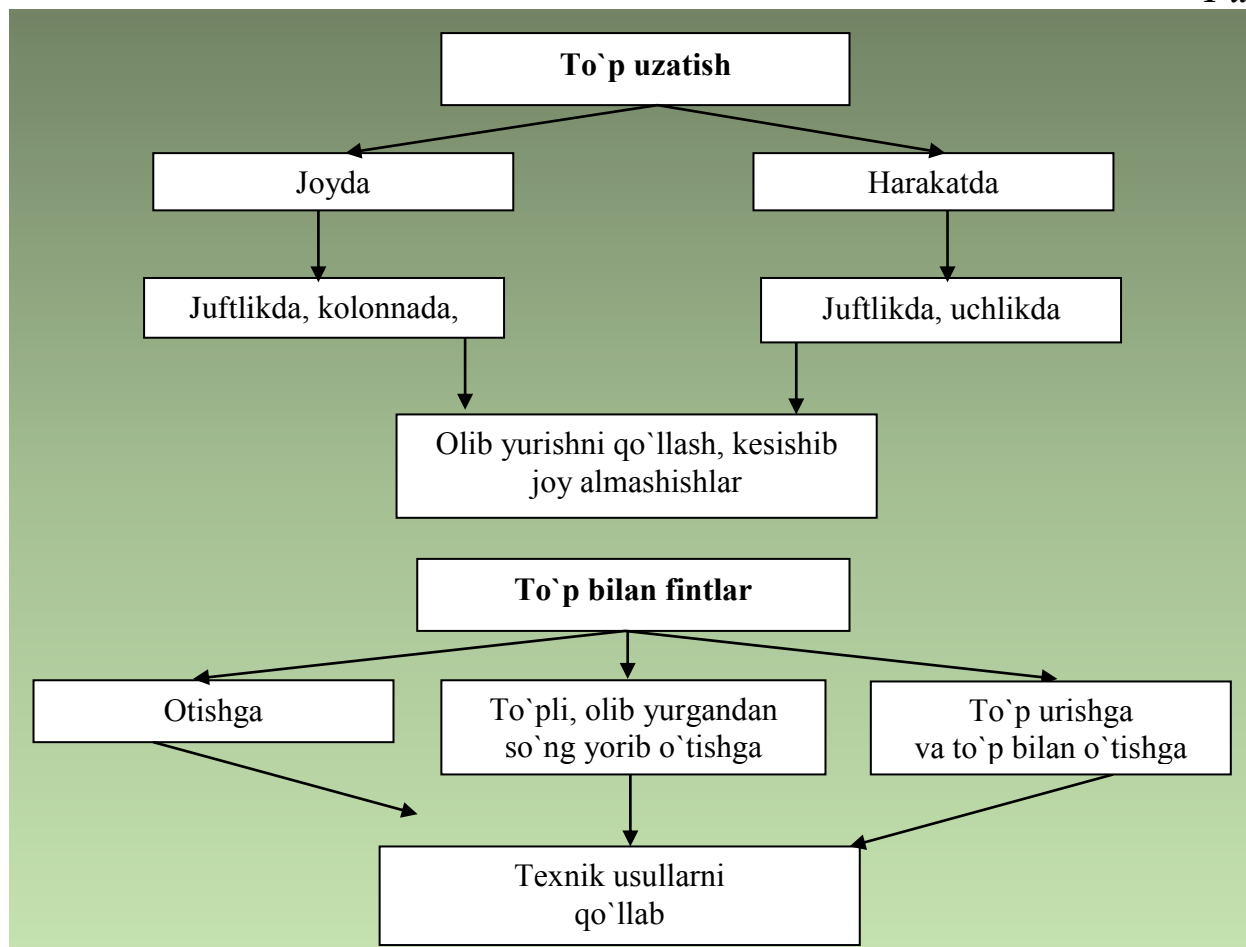 To`p uzatish
Joyda
Harakatda
Juftlikda, kolonnada,
Juftlikda, uchlikda
Olib yurishni qo`llash, kesishib
joy almashishlar
To`p bilan fintlar
Otishga
To`pli, olib yurgandan
so`ng yorib o`tishga
To`p urishga
va to`p bilan o`tishga
Texnik usullarni
qo`llab